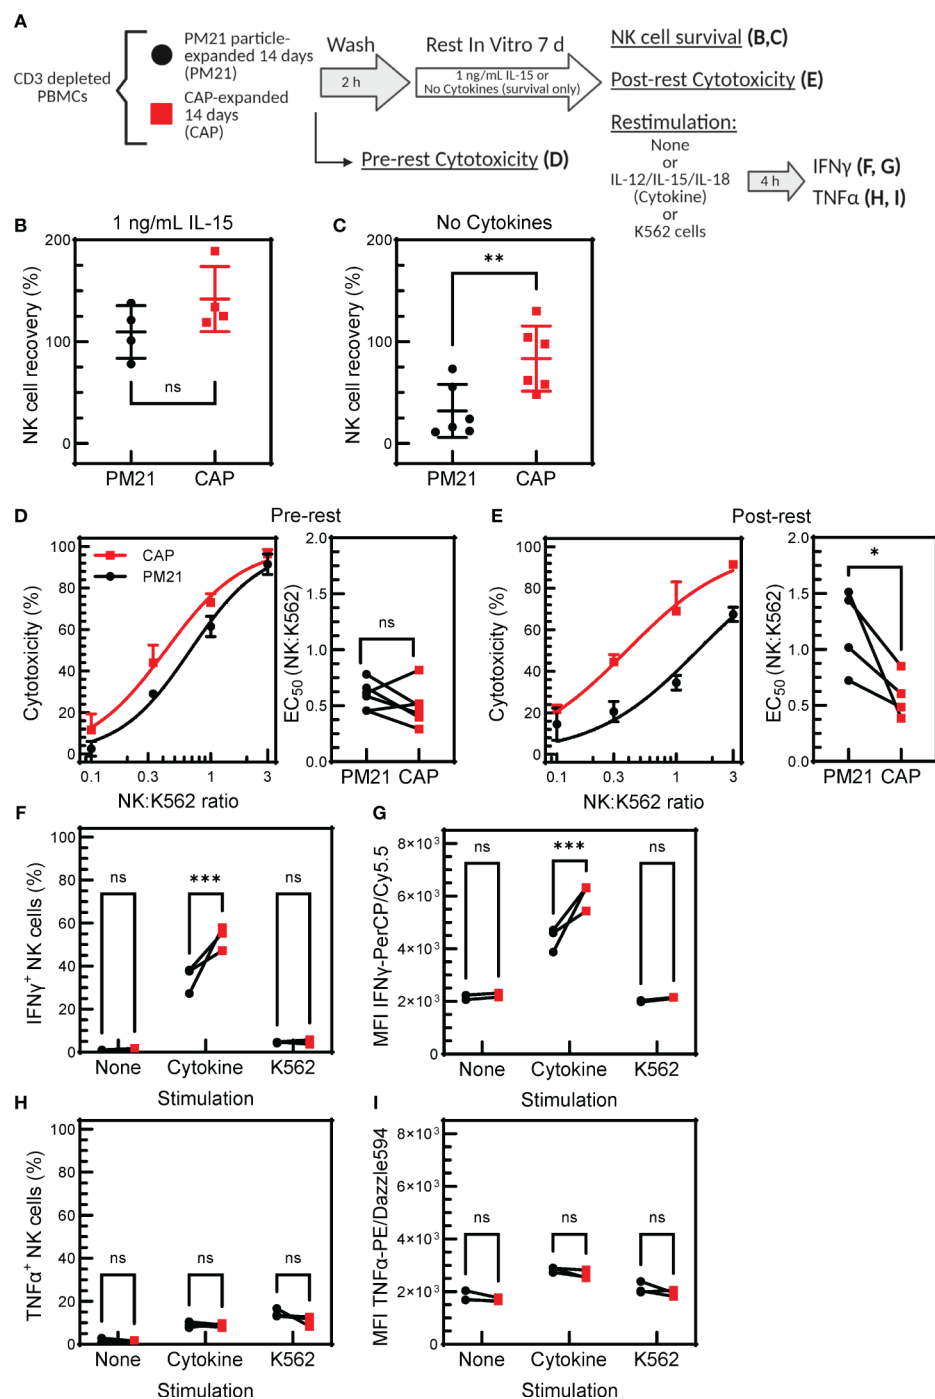 A
CD3 depleted
PBMCs
PM21 particle-
expanded 14 days
(PM21)
CAP-expanded
14 days
(CAP)
Wash
2 h
Rest In Vitro 7 d
1 ng/mL IL-15 or
No Cytokines (survival only)
Pre-rest Cytotoxicity (D)
NK cell survival (B,C)
Post-rest Cytotoxicity (E)
Restimulation:
None
or
IL-12/IL-15/IL-18
(Cytokine)
or
K562 cells
4 h
IFNγ (F, G)
TNFα (H, I)
B
1 ng/mL IL-15
NK cell recovery (%)
200
100
0
ns
PM21 CAP
C
No Cytokines
NK cell recovery (%)
200
100
0
**
PM21 CAP
D
Pre-rest
Cytotoxicity (%)
100
80
60
40
20
0
CAP
PM21
0.1 0.3 1 3
NK:K562 ratio
EC50 (NK:K562)
2.0
1.5
1.0
0.5
0.0
ns
PM21 CAP
E
Post-rest
Cytotoxicity (%)
100
80
60
40
20
0
0.1 0.3 1 3
NK:K562 ratio
EC50 (NK:K562)
2.0
1.5
1.0
0.5
0.0
*
PM21 CAP
F
IFNγ+ NK cells (%)
100
80
60
40
20
0
ns
***
ns
None Cytokine K562
Stimulation
G
MFI IFNγ-PerCP/Cy5.5
8×10³
6×10³
4×10³
2×10³
0
ns
***
ns
None Cytokine K562
Stimulation
H
TNFα+ NK cells (%)
100
80
60
40
20
0
ns
ns
ns
None Cytokine K562
Stimulation
I
MFI TNFα-PE/Dazzle594
8×10³
6×10³
4×10³
2×10³
0
ns
ns
ns
None Cytokine K562
Stimulation